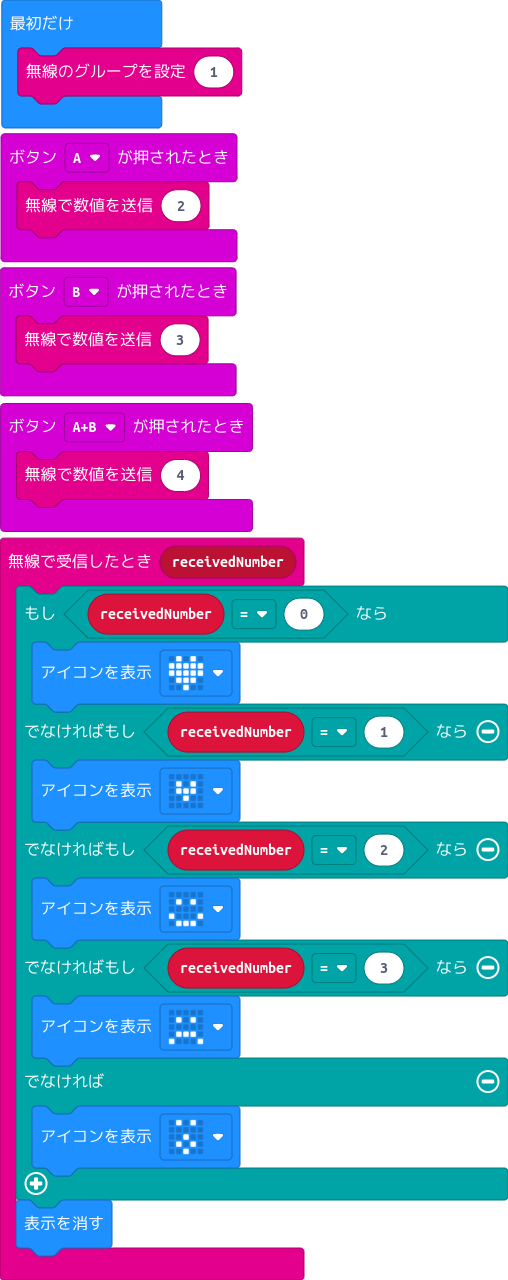 最初だけ
無線のグループを設定 1
ボタン A が押されたとき
無線で数値を送信 2
ボタン B が押されたとき
無線で数値を送信 3
ボタン A+B が押されたとき
無線で数値を送信 4
無線で受信したとき receivedNumber
もし receivedNumber = 0 なら
アイコンを表示
でなければもし receivedNumber = 1 なら
アイコンを表示
でなければもし receivedNumber = 2 なら
アイコンを表示
でなければもし receivedNumber = 3 なら
アイコンを表示
でなければ
アイコンを表示
表示を消す